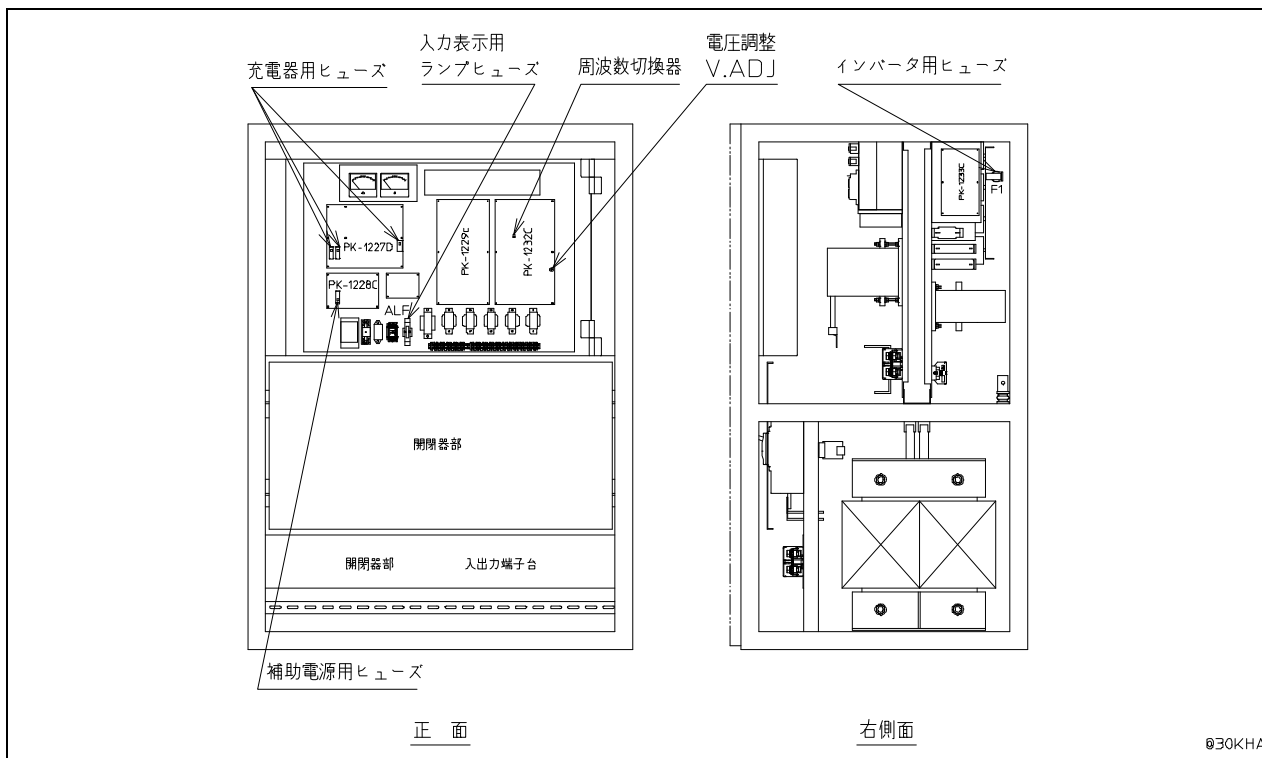 充電器用ヒューズ
入力表示用
ランプヒューズ
周波数切換器
電圧調整
V.ADJ
インバータ用ヒューズ
PK-1227D
PK-1228C
ALF
PK-1229C
PK-1232C
PK-1233C
F1
開閉器部
開閉器部
入出力端子台
補助電源用ヒューズ
正 面
右側面
@30KHA